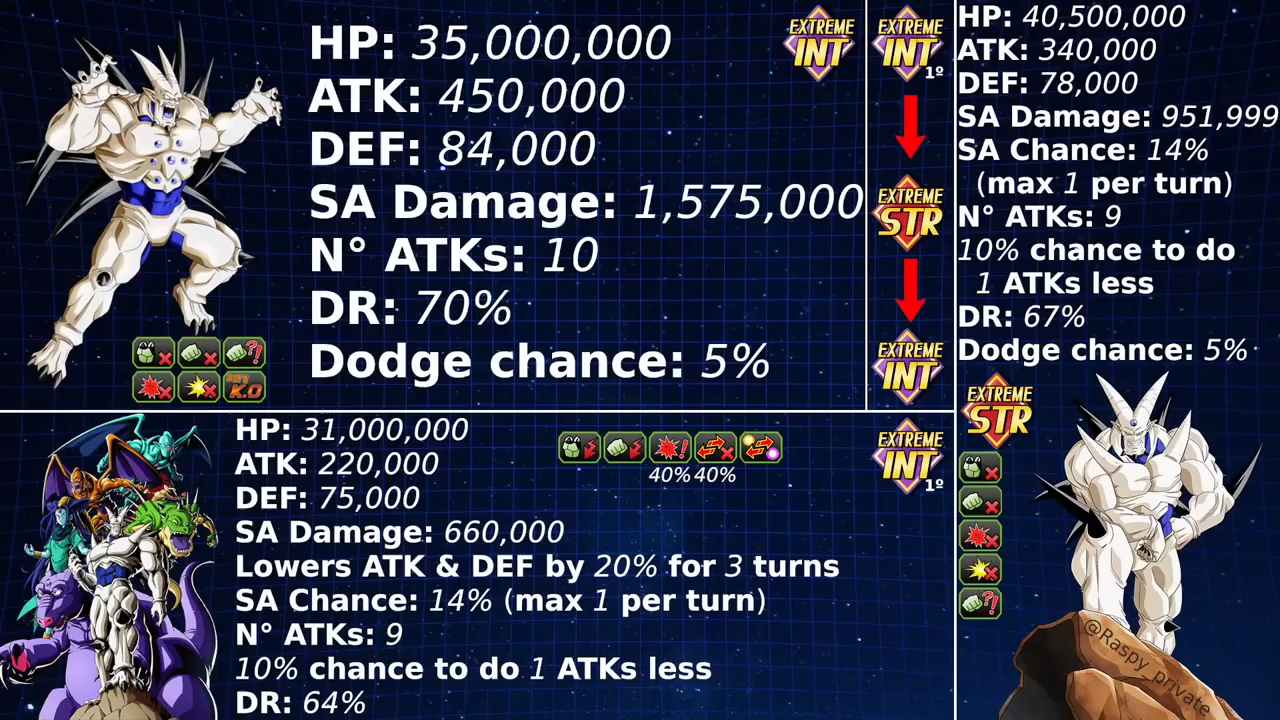 HP: 35,000,000
ATK: 450,000
DEF: 84,000
SA Damage: 1,575,000
N° ATKs: 10
DR: 70%
Dodge chance: 5%
EXTREME
INT
?!
K.O
EXTREME
INT
1º
EXTREME
STR
EXTREME
INT
HP: 40,500,000
ATK: 340,000
DEF: 78,000
SA Damage: 951,999
SA Chance: 14%
(max 1 per turn)
N° ATKs: 9
10% chance to do
1 ATKs less
DR: 67%
Dodge chance: 5%
EXTREME
STR
?!
@Raspy_private
HP: 31,000,000
ATK: 220,000
DEF: 75,000
SA Damage: 660,000
Lowers ATK & DEF by 20% for 3 turns
SA Chance: 14% (max 1 per turn)
N° ATKs: 9
10% chance to do 1 ATKs less
DR: 64%
!
40% 40%
EXTREME
INT
1º